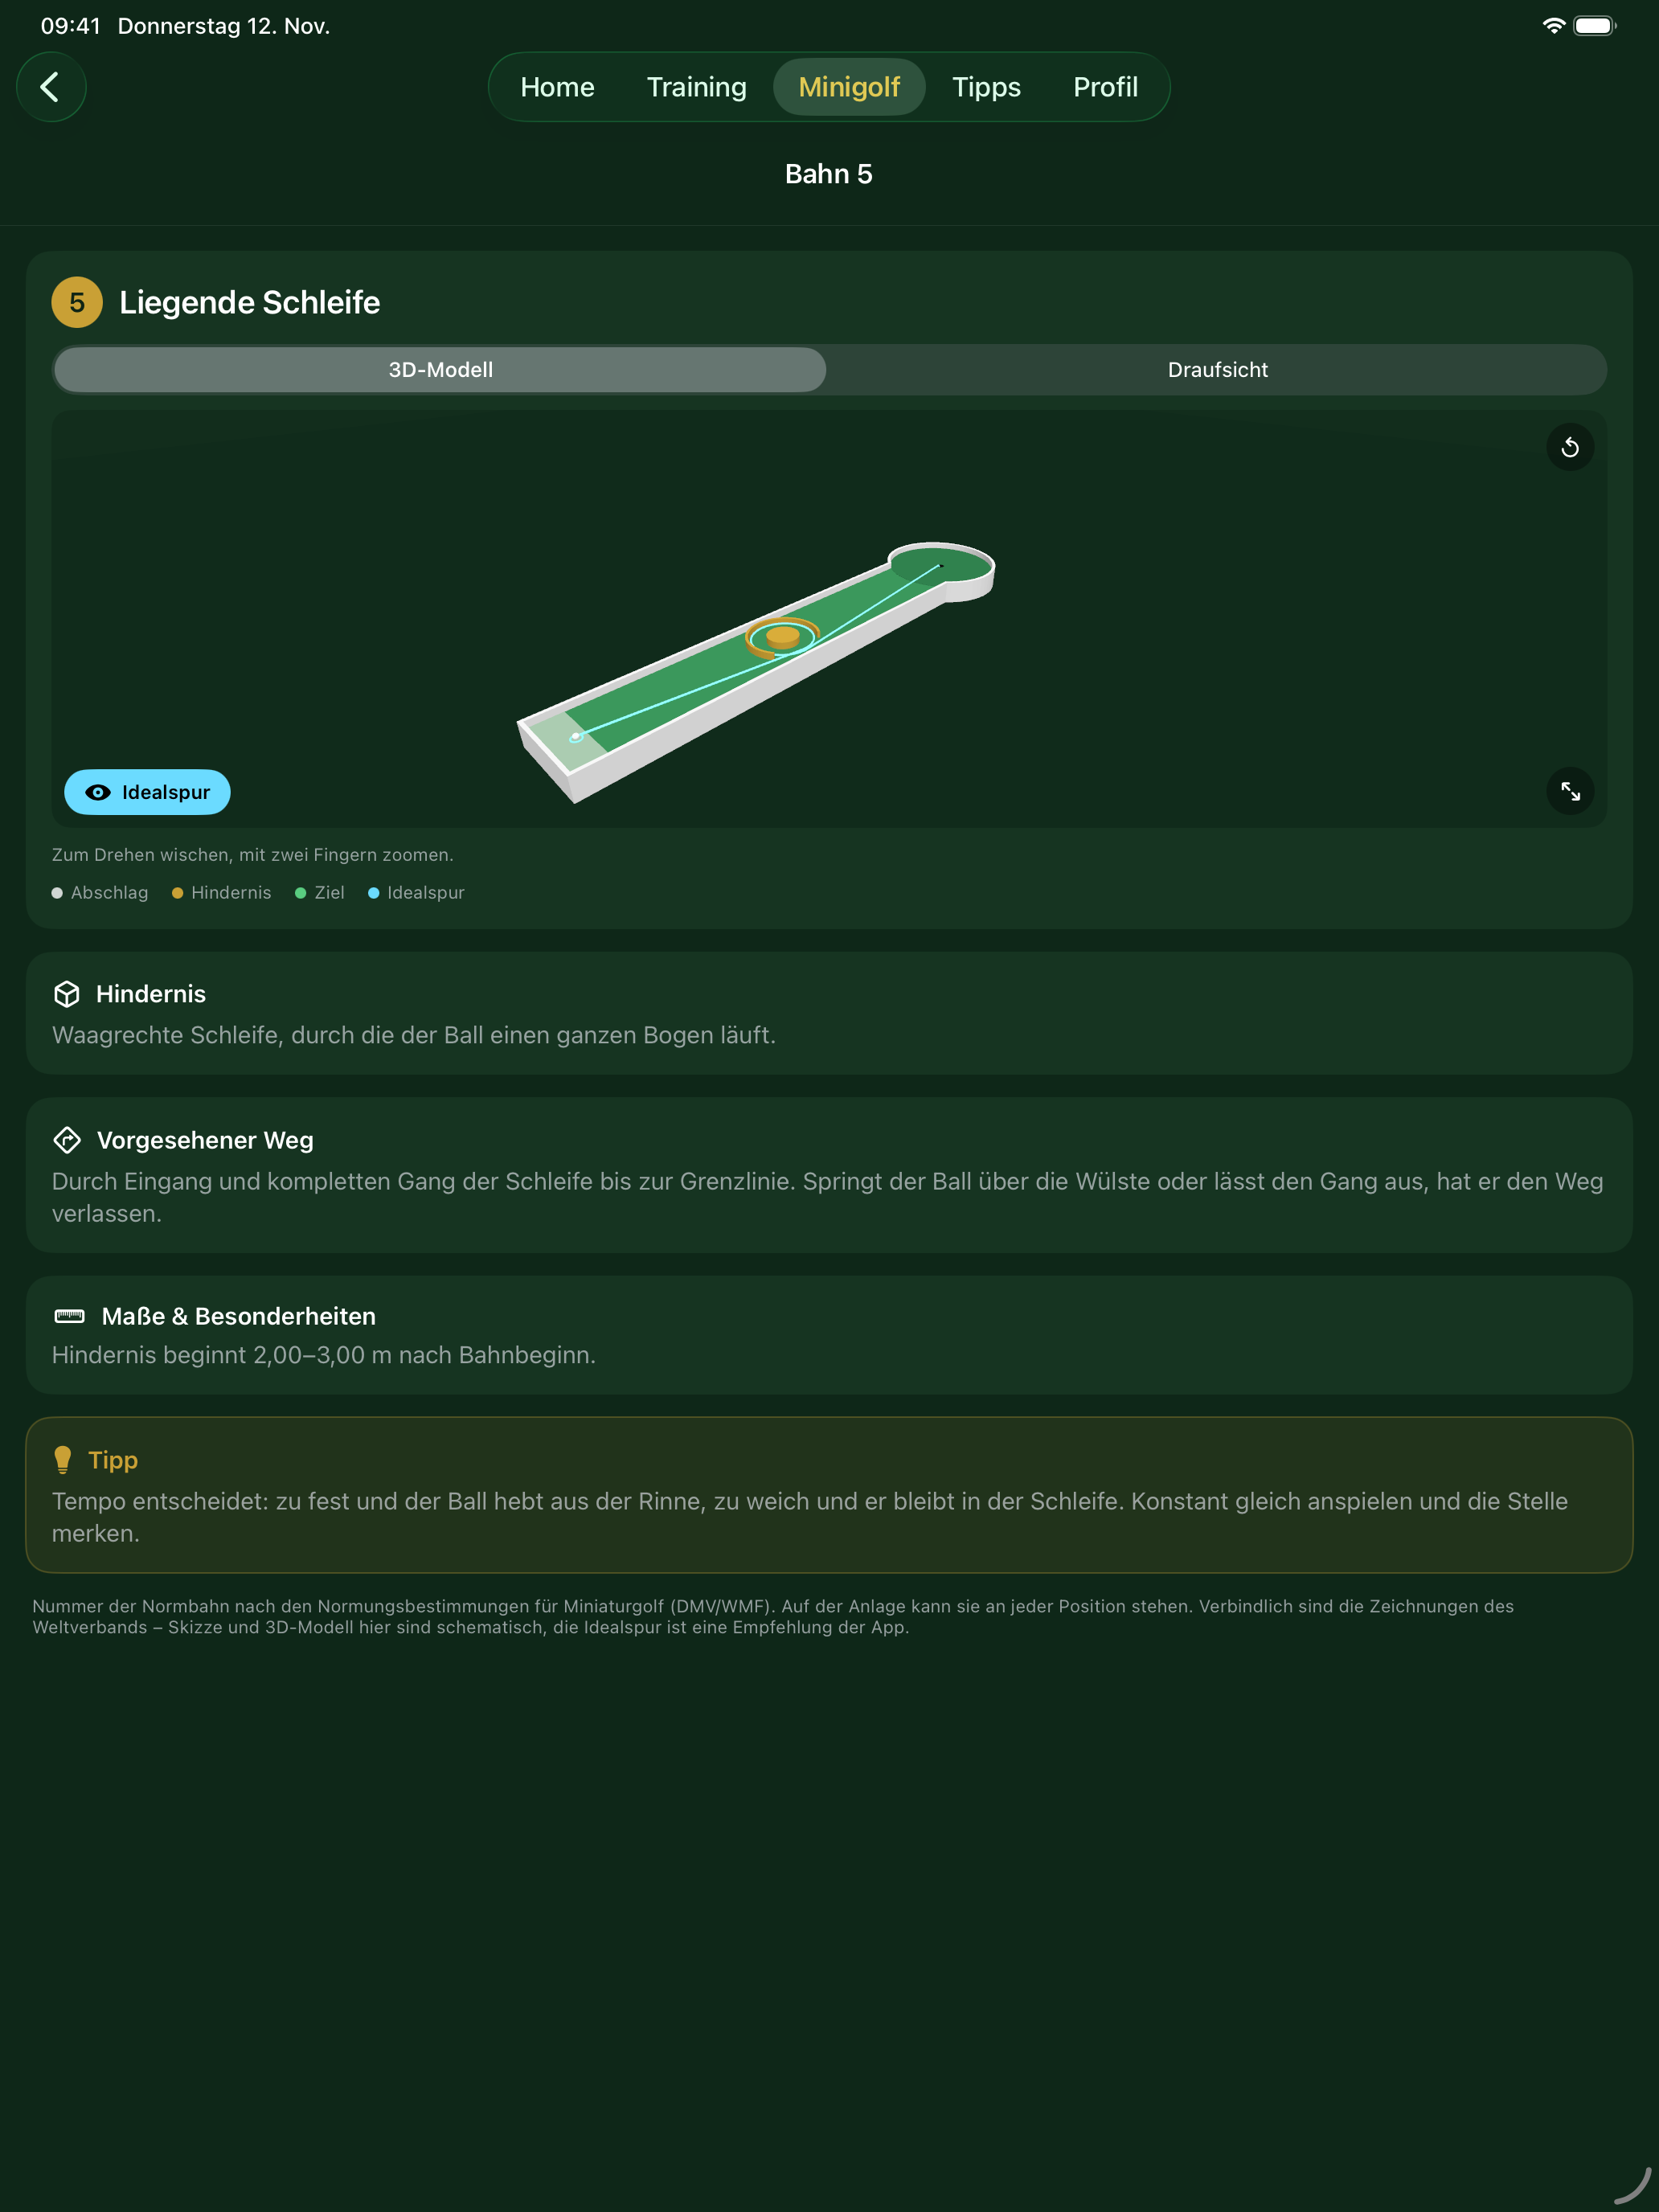 09:41 Donnerstag 12. Nov.
Home Training Minigolf Tipps Profil
Bahn 5
5 Liegende Schleife
3D-Modell Draufsicht
Idealspur
Zum Drehen wischen, mit zwei Fingern zoomen.
Abschlag Hindernis Ziel Idealspur
Hindernis
Waagrechte Schleife, durch die der Ball einen ganzen Bogen läuft.
Vorgesehener Weg
Durch Eingang und kompletten Gang der Schleife bis zur Grenzlinie. Springt der Ball über die Wülste oder lässt den Gang aus, hat er den Weg
verlassen.
Maße & Besonderheiten
Hindernis beginnt 2,00–3,00 m nach Bahnbeginn.
Tipp
Tempo entscheidet: zu fest und der Ball hebt aus der Rinne, zu weich und er bleibt in der Schleife. Konstant gleich anspielen und die Stelle
merken.
Nummer der Normbahn nach den Normungsbestimmungen für Miniaturgolf (DMV/WMF). Auf der Anlage kann sie an jeder Position stehen. Verbindlich sind die Zeichnungen des
Weltverbands – Skizze und 3D-Modell hier sind schematisch, die Idealspur ist eine Empfehlung der App.